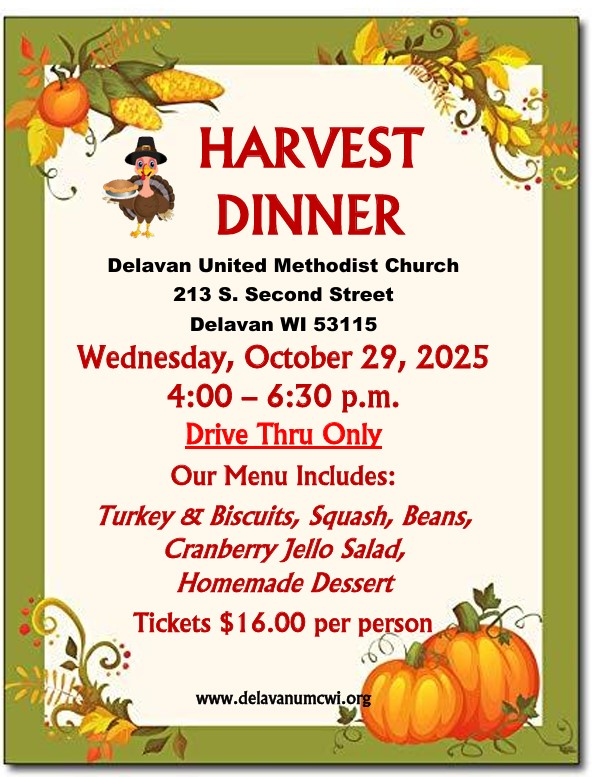 HARVEST
DINNER
Delavan United Methodist Church
213 S. Second Street
Delavan WI 53115
Wednesday, October 29, 2025
4:00 – 6:30 p.m.
Drive Thru Only
Our Menu Includes:
Turkey & Biscuits, Squash, Beans,
Cranberry Jello Salad,
Homemade Dessert
Tickets $16.00 per person
www.delavanumcwi.org